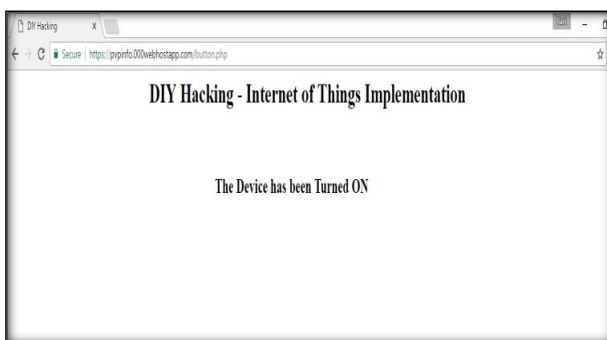 DIY Hacking
Secure | https://pvpinfo.000webhostapp.com/button.php
DIY Hacking - Internet of Things Implementation
The Device has been Turned ON